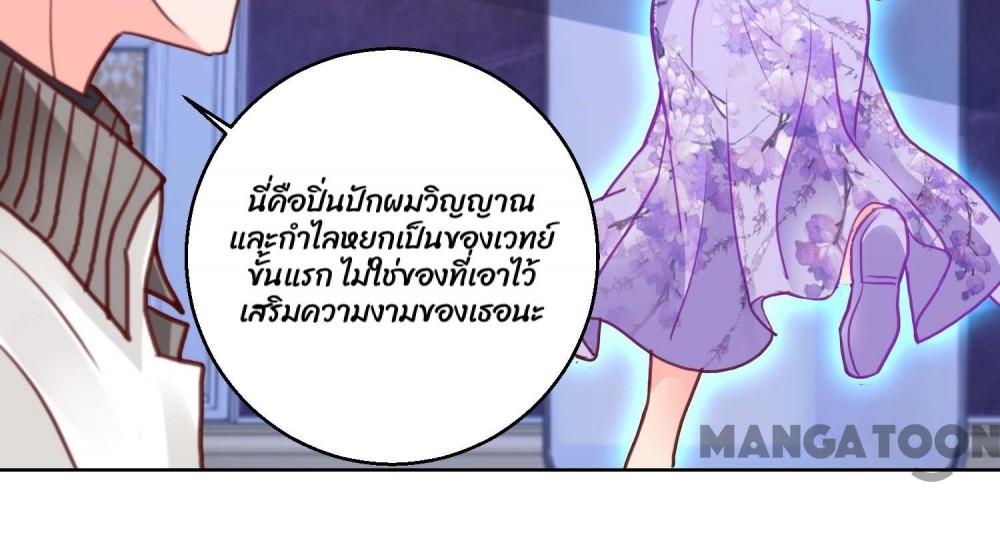 นี่คือปิ่นปักผมวิญญาณ
และกำไลหยกเป็นของเวทย์
ขั้นแรก ไม่ใช่ของที่เอาไว้
เสริมความงามของเธอนะ
MANGATOON